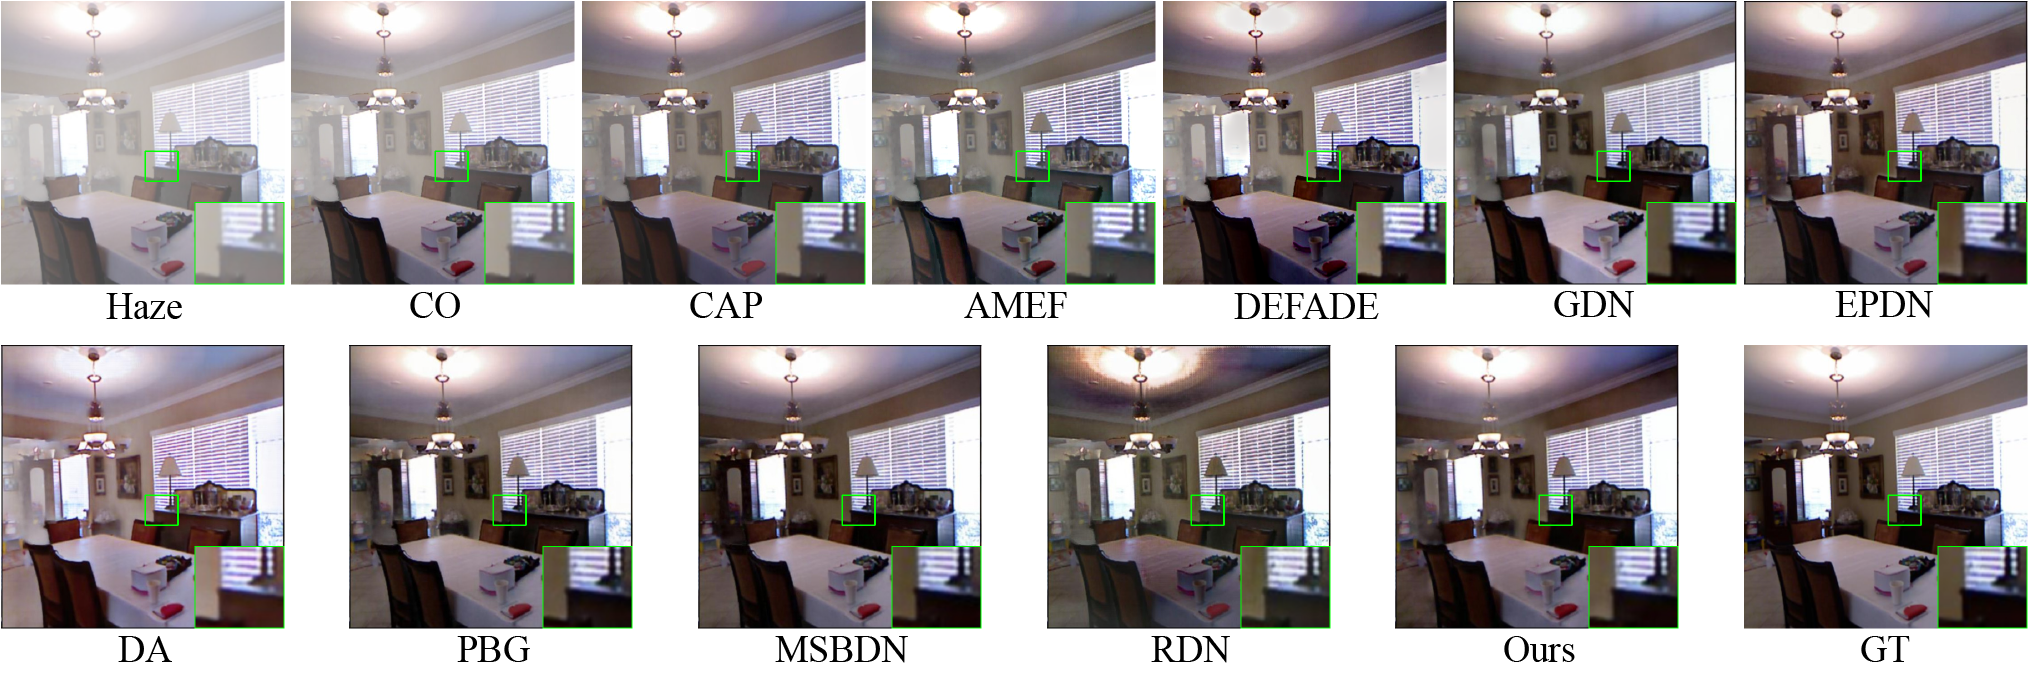 Haze CO CAP AMEF DEFADE GDN EPDN
DA PBG MSBDN RDN Ours GT